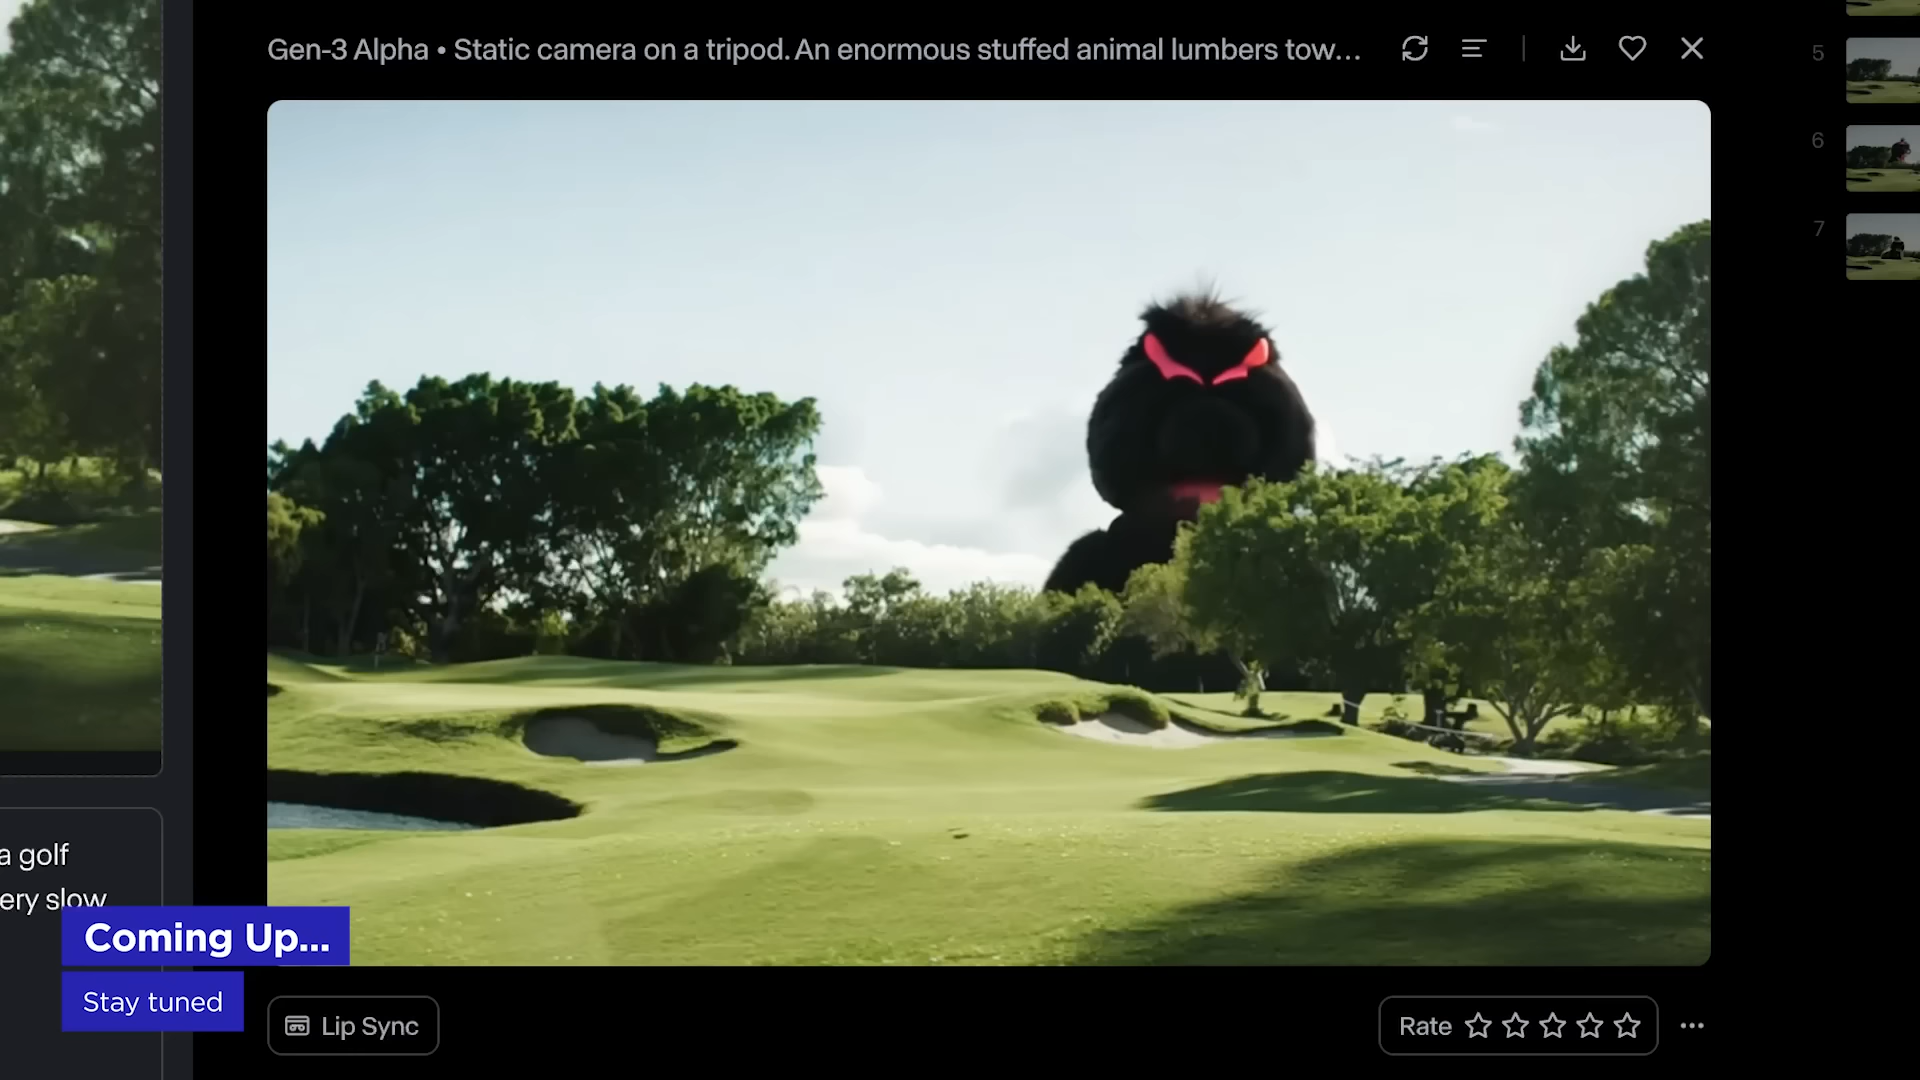 Gen-3 Alpha • Static camera on a tripod. An enormous stuffed animal lumbers tow...
5
6
7
a golf
ery slow
Coming Up...
Stay tuned
Lip Sync
Rate